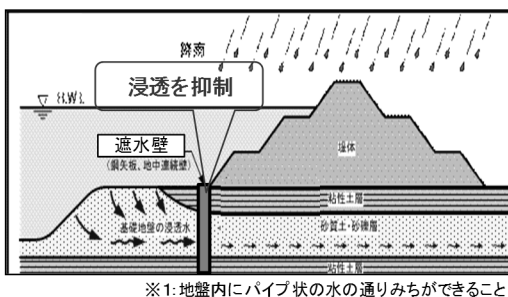 降雨
H.W.L
浸透を抑制
遮水壁
(鋼矢板、地中連続壁)
堤体
粘性土層
基礎地盤の浸透水
砂質土・砂礫層
粘性土層
※1:地盤内にパイプ状の水の通りみちができること